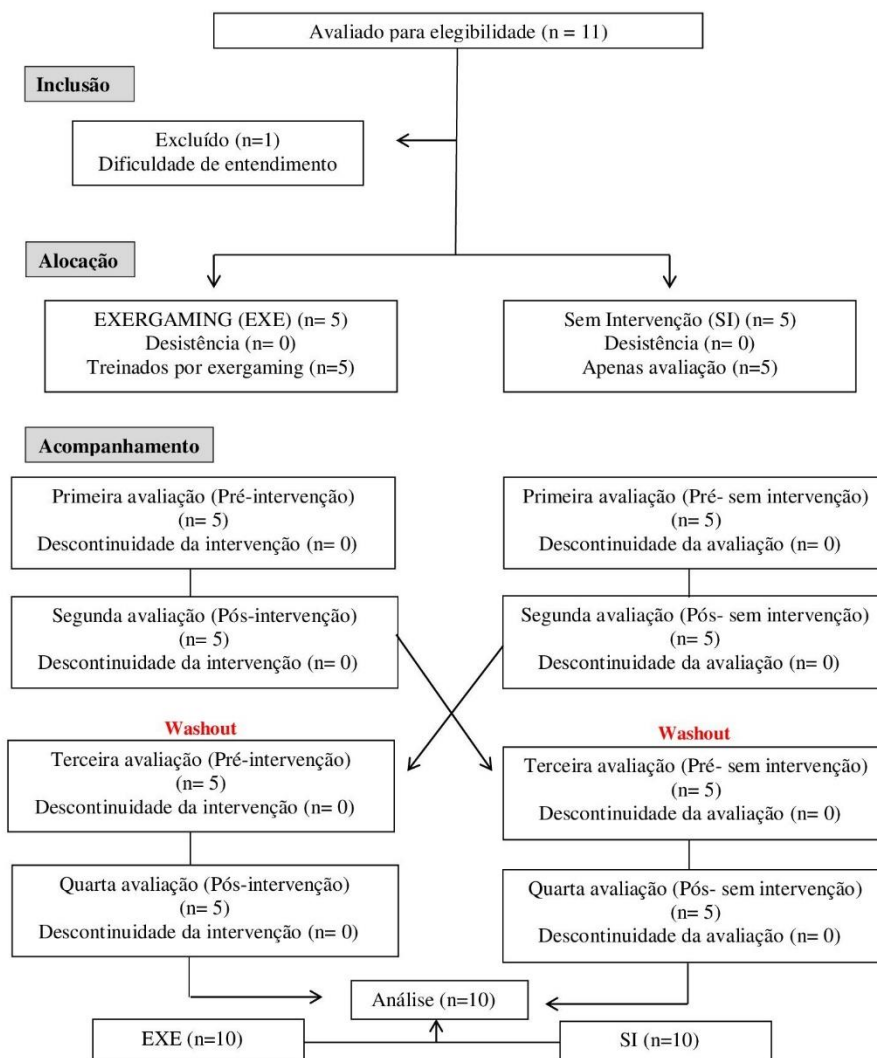 Avaliado para elegibilidade (n = 11)
Inclusão
Excluído (n=1)
Dificuldade de entendimento
Alocação
EXERGAMING (EXE) (n= 5)
Desistência (n= 0)
Treinados por exergaming (n=5)
Sem Intervenção (SI) (n= 5)
Desistência (n= 0)
Apenas avaliação (n=5)
Acompanhamento
Primeira avaliação (Pré-intervenção)
(n= 5)
Descontinuidade da intervenção (n= 0)
Primeira avaliação (Pré- sem intervenção)
(n= 5)
Descontinuidade da avaliação (n= 0)
Segunda avaliação (Pós-intervenção)
(n= 5)
Descontinuidade da intervenção (n= 0)
Segunda avaliação (Pós- sem intervenção)
(n= 5)
Descontinuidade da avaliação (n= 0)
Washout
Washout
Terceira avaliação (Pré-intervenção)
(n= 5)
Descontinuidade da intervenção (n= 0)
Terceira avaliação (Pré- sem intervenção)
(n= 5)
Descontinuidade da avaliação (n= 0)
Quarta avaliação (Pós-intervenção)
(n= 5)
Descontinuidade da intervenção (n= 0)
Quarta avaliação (Pós- sem intervenção)
(n= 5)
Descontinuidade da avaliação (n= 0)
Análise (n=10)
EXE (n=10)
SI (n=10)